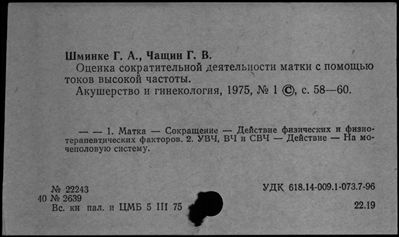 Шминке Г. А., Чащин Г. В.
Оценка сократительной деятельности матки с помощью
токов высокой частоты.
Акушерство и гинекология, 1975, № 1 ©, с. 58—60.
— — 1. Матка — Сокращение — Действие физических и физио-
терапевтических факторов. 2. УВЧ, ВЧ и СВЧ — Действие — На мо-
чеполовую систему.
№ 22243
УДК 618.14-009.1-073.7-96
40 № 2639
Вс. кн пал. и ЦМБ 5 III 75
22.19